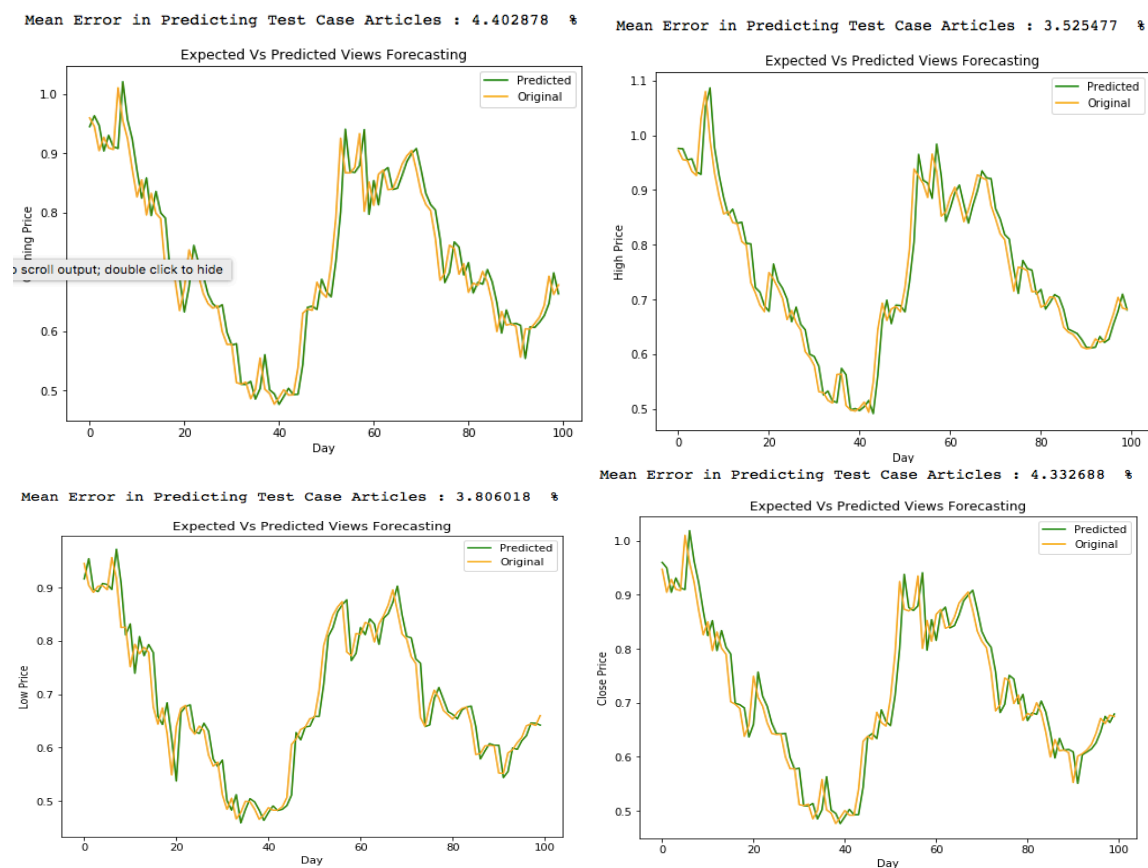 Mean Error in Predicting Test Case Articles : 4.402878 %
Expected Vs Predicted Views Forecasting
Predicted
Original
1.0
0.9
0.8
0.6
0.5
ning Price
o scroll output; double click to hide
0 20 40 60 80 100
Day
Mean Error in Predicting Test Case Articles : 3.525477 %
Expected Vs Predicted Views Forecasting
Predicted
Original
1.1
1.0
0.9
0.8
0.7
0.6
0.5
High Price
0 20 40 60 80 100
Day
Mean Error in Predicting Test Case Articles : 3.806018 %
Expected Vs Predicted Views Forecasting
Predicted
Original
0.9
0.8
0.7
0.6
0.5
Low Price
0 20 40 60 80 100
Day
Mean Error in Predicting Test Case Articles : 4.332688 %
Expected Vs Predicted Views Forecasting
Predicted
Original
1.0
0.9
0.8
0.7
0.6
0.5
Close Price
0 20 40 60 80 100
Day